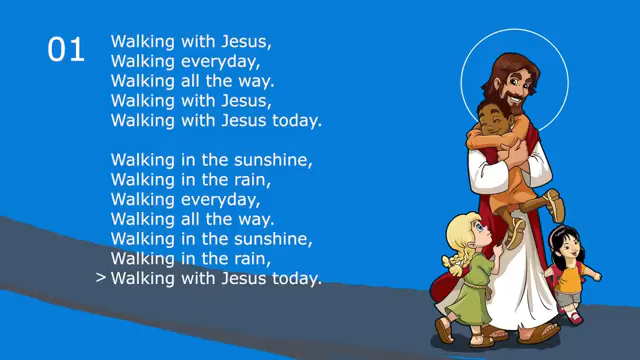 01
Walking with Jesus,
Walking everyday,
Walking all the way.
Walking with Jesus,
Walking with Jesus today.
Walking in the sunshine,
Walking in the rain,
Walking everyday,
Walking all the way.
Walking in the sunshine,
Walking in the rain,
> Walking with Jesus today.